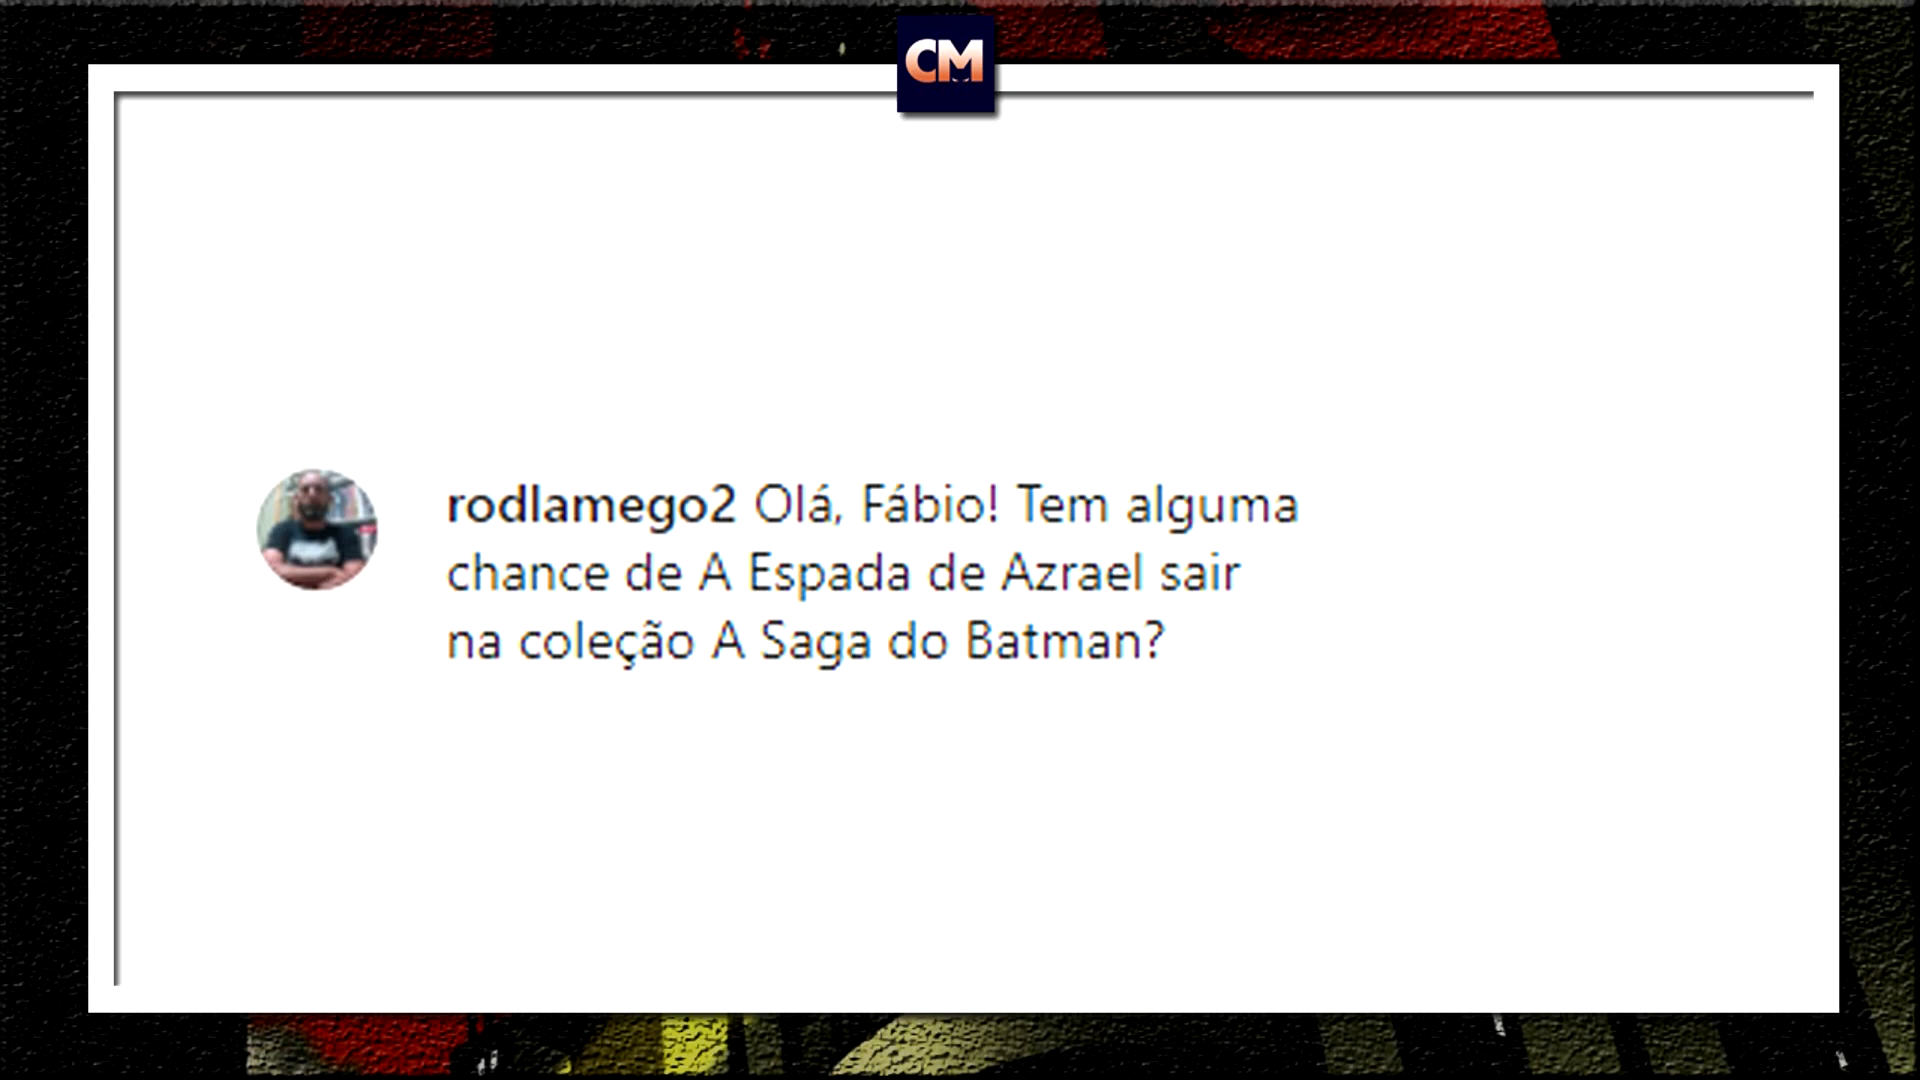 CM
rodlamego2 Olá, Fábio! Tem alguma
chance de A Espada de Azrael sair
na coleção A Saga do Batman?